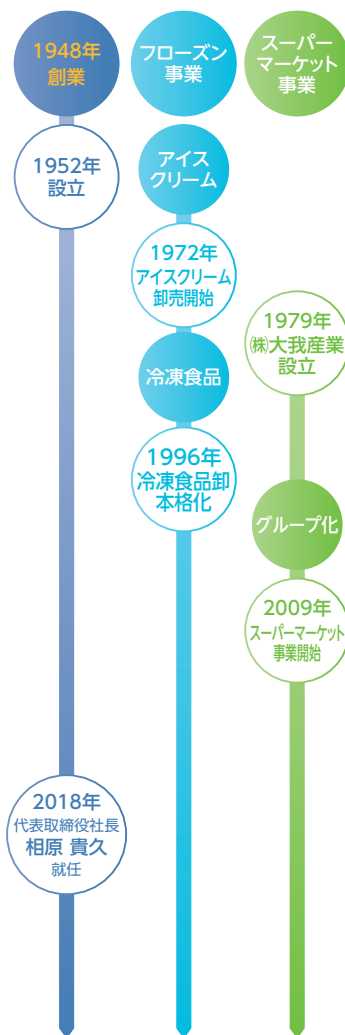 1948年
創業
1952年
設立
2018年
代表取締役社長
相原 貴久
就任
フローズン
事業
アイス
クリーム
1972年
アイスクリーム
卸売開始
冷凍食品
1996年
冷凍食品卸
本格化
スーパー
マーケット
事業
1979年
㈱大我産業
設立
グループ化
2009年
スーパーマーケット
事業開始